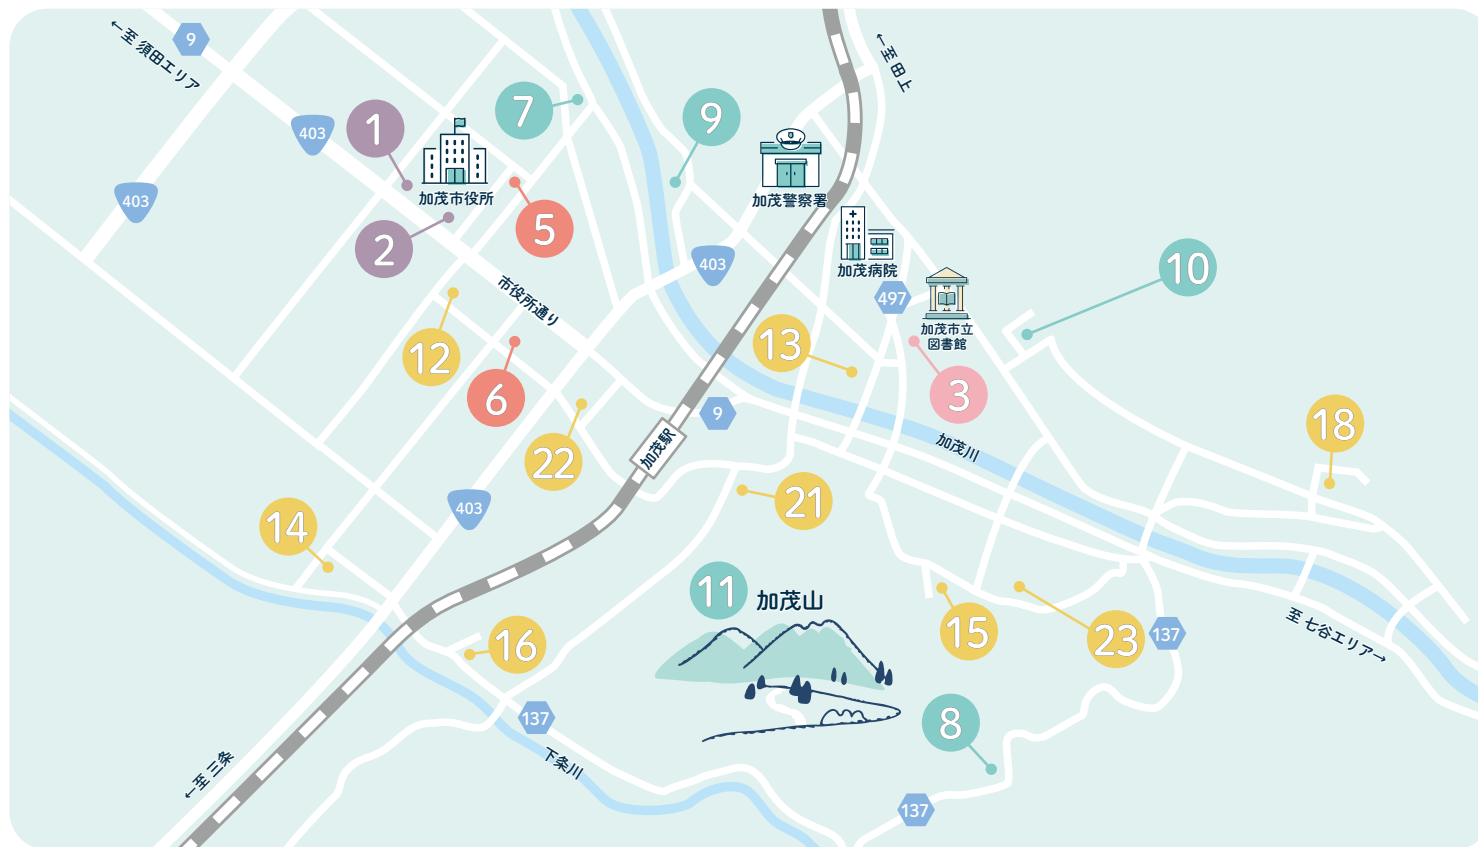 ←至 須田エリア
9
403
403
1
加茂市役所
2
7
5
9
加茂警察署
←至 田上
加茂病院
497
加茂市立
図書館
403
10
市役所通り
12
6
13
3
22
加茂駅
9
加茂川
18
403
14
21
11
加茂山
16
15
23
137
至 七谷エリア→
137
下条川
8
137
←至 三条